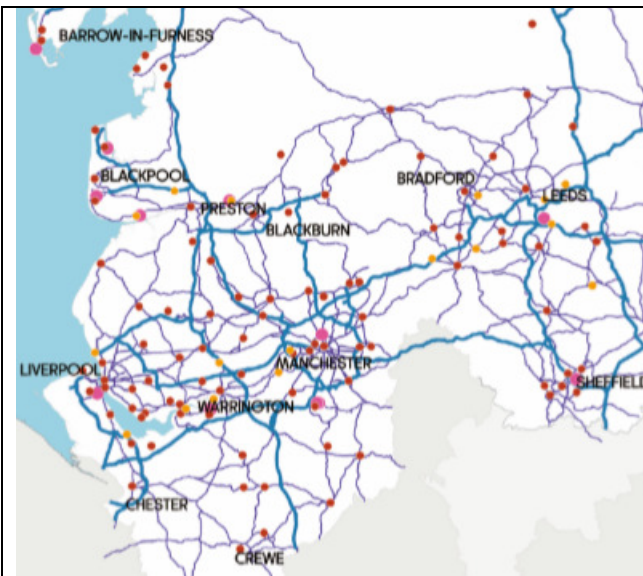 BARROW-IN-FURNESS
BLACKPOOL
BRADFORD
LEEDS
PRESTON
BLACKBURN
LIVERPOOL
MANCHESTER
SHEFFIELD
WARRINGTON
CHESTER
CREWE